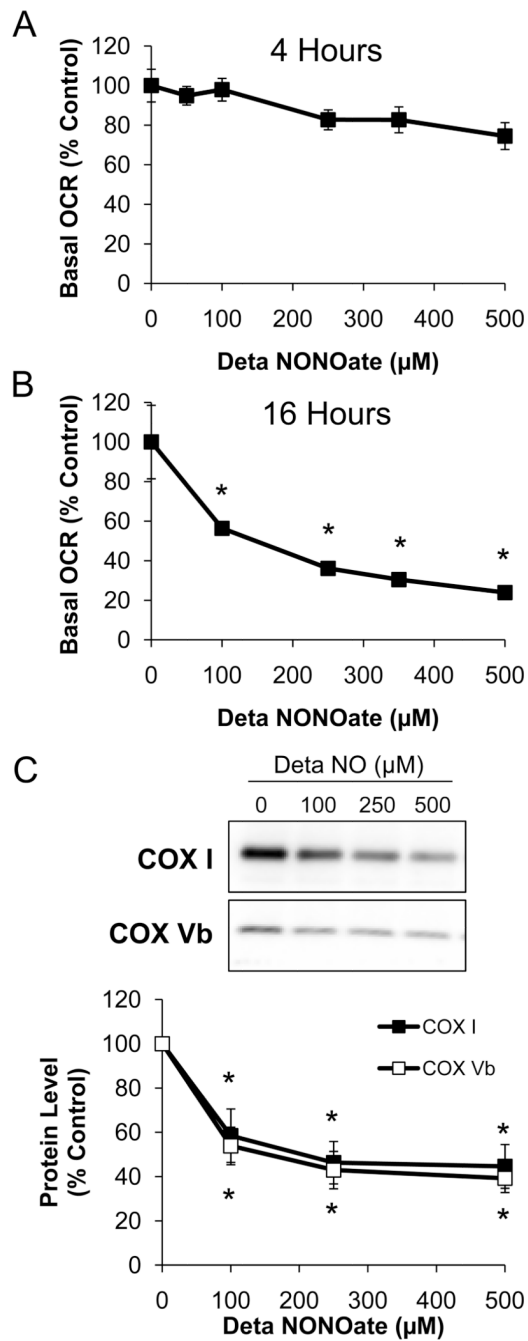 A
4 Hours
Basal OCR (% Control)
120
100
80
60
40
20
0
0 100 200 300 400 500
Deta NONOate (µM)
B
16 Hours
Basal OCR (% Control)
120
100
80
60
40
20
0
*
*
*
*
0 100 200 300 400 500
Deta NONOate (µM)
C
Deta NO (µM)
0 100 250 500
COX I
COX Vb
Protein Level
(% Control)
120
100
80
60
40
20
0
COX I
COX Vb
* * *
* * *
0 100 200 300 400 500
Deta NONOate (µM)